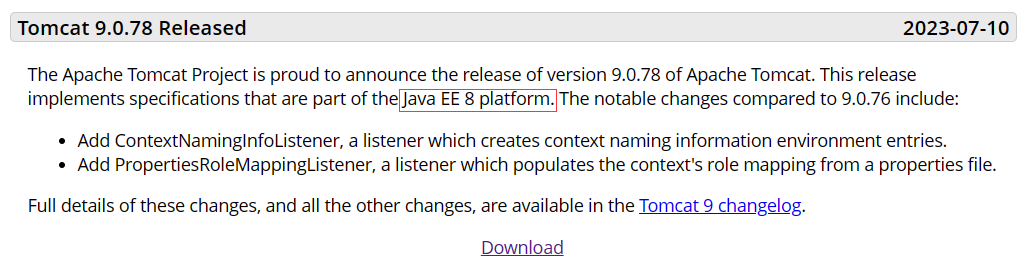 Tomcat 9.0.78 Released 2023-07-10
The Apache Tomcat Project is proud to announce the release of version 9.0.78 of Apache Tomcat. This release
implements specifications that are part of the Java EE 8 platform. The notable changes compared to 9.0.76 include:
• Add ContextNamingInfoListener, a listener which creates context naming information environment entries.
• Add PropertiesRoleMappingListener, a listener which populates the context's role mapping from a properties file.
Full details of these changes, and all the other changes, are available in the Tomcat 9 changelog.
Download